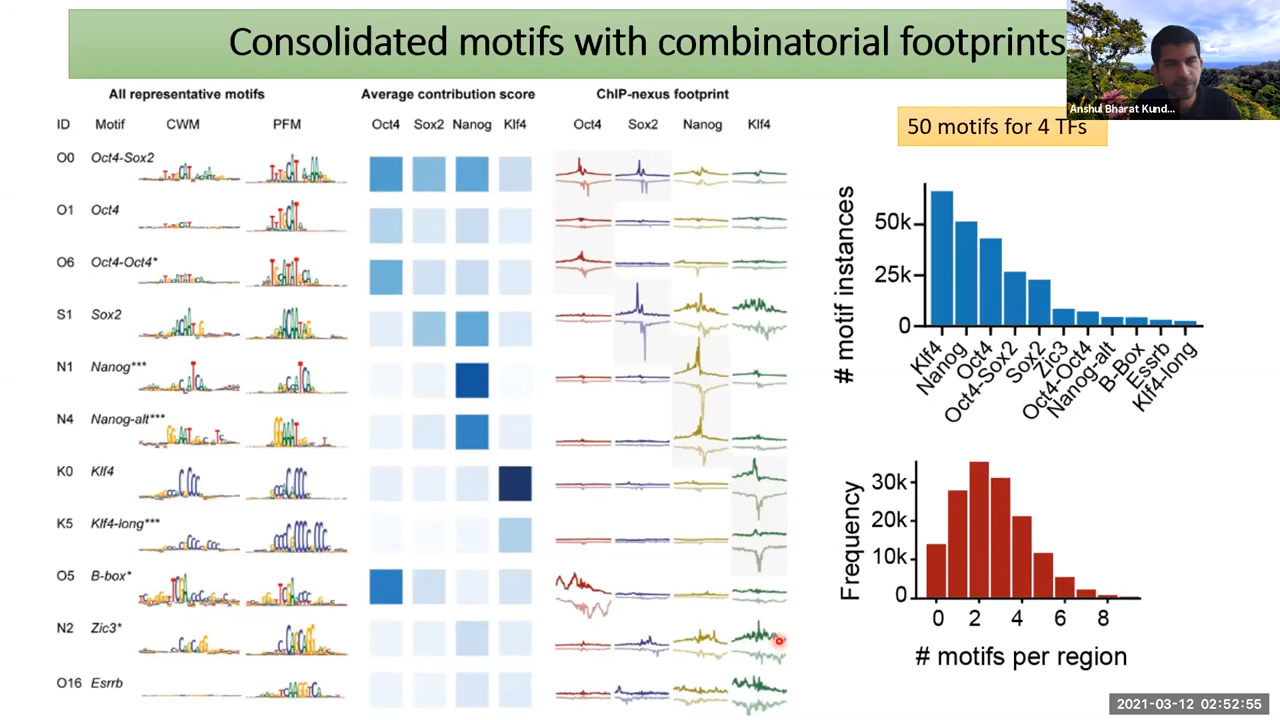 Consolidated motifs with combinatorial footprints
Anshul Bharat Kund...
All representative motifs
Average contribution score
ChIP-nexus footprint
ID Motif CWM PFM Oct4 Sox2 Nanog Klf4 Oct4 Sox2 Nanog Klf4
50 motifs for 4 TFs
O0 Oct4-Sox2
O1 Oct4
O6 Oct4-Oct4*
S1 Sox2
N1 Nanog***
N4 Nanog-alt***
K0 Klf4
K5 Klf4-long***
O5 B-box*
N2 Zic3*
O16 Esrrb
# motif instances
50k
25k
0
Klf4
Nanog
Oct4
Oct4-Sox2
Sox2
Zic3
Oct4-Oct4
Nanog-alt
B-Box
Essrb
Klf4-long
Frequency
30k
20k
10k
0
0 2 4 6 8
# motifs per region
2021-03-12 02:52:55